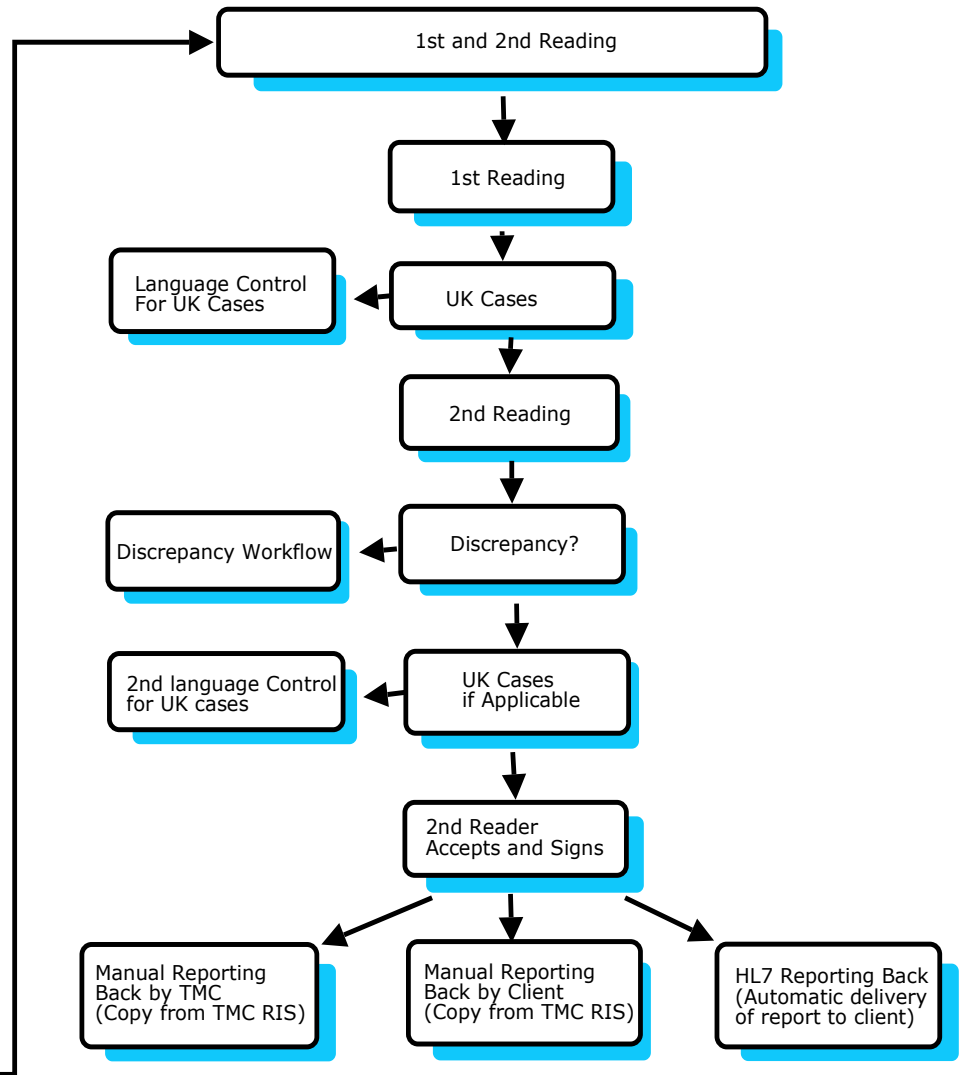 1st and 2nd Reading
1st Reading
Language Control
For UK Cases
UK Cases
2nd Reading
Discrepancy Workflow
Discrepancy?
2nd language Control
for UK cases
UK Cases
if Applicable
2nd Reader
Accepts and Signs
Manual Reporting
Back by TMC
(Copy from TMC RIS)
Manual Reporting
Back by Client
(Copy from TMC RIS)
HL7 Reporting Back
(Automatic delivery
of report to client)